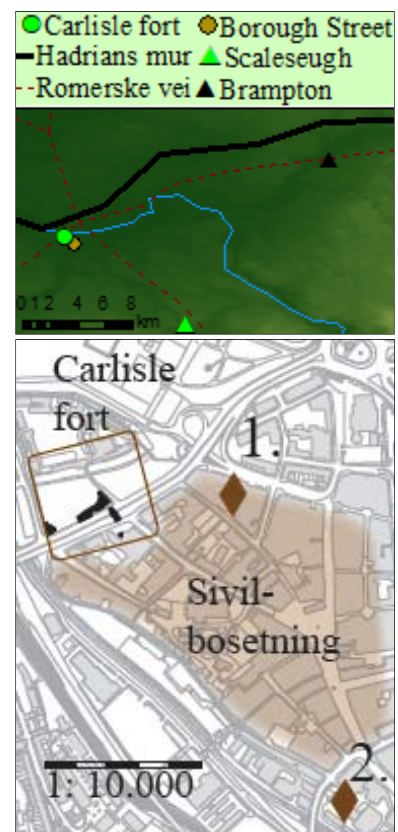 Carlisle fort Borough Street
Hadrians mur Scaleseugh
Romerske vei Brampton
0 1 2 4 6 8
km
Carlisle
fort
1.
Sivil-
bosetning
1: 10.000
2.